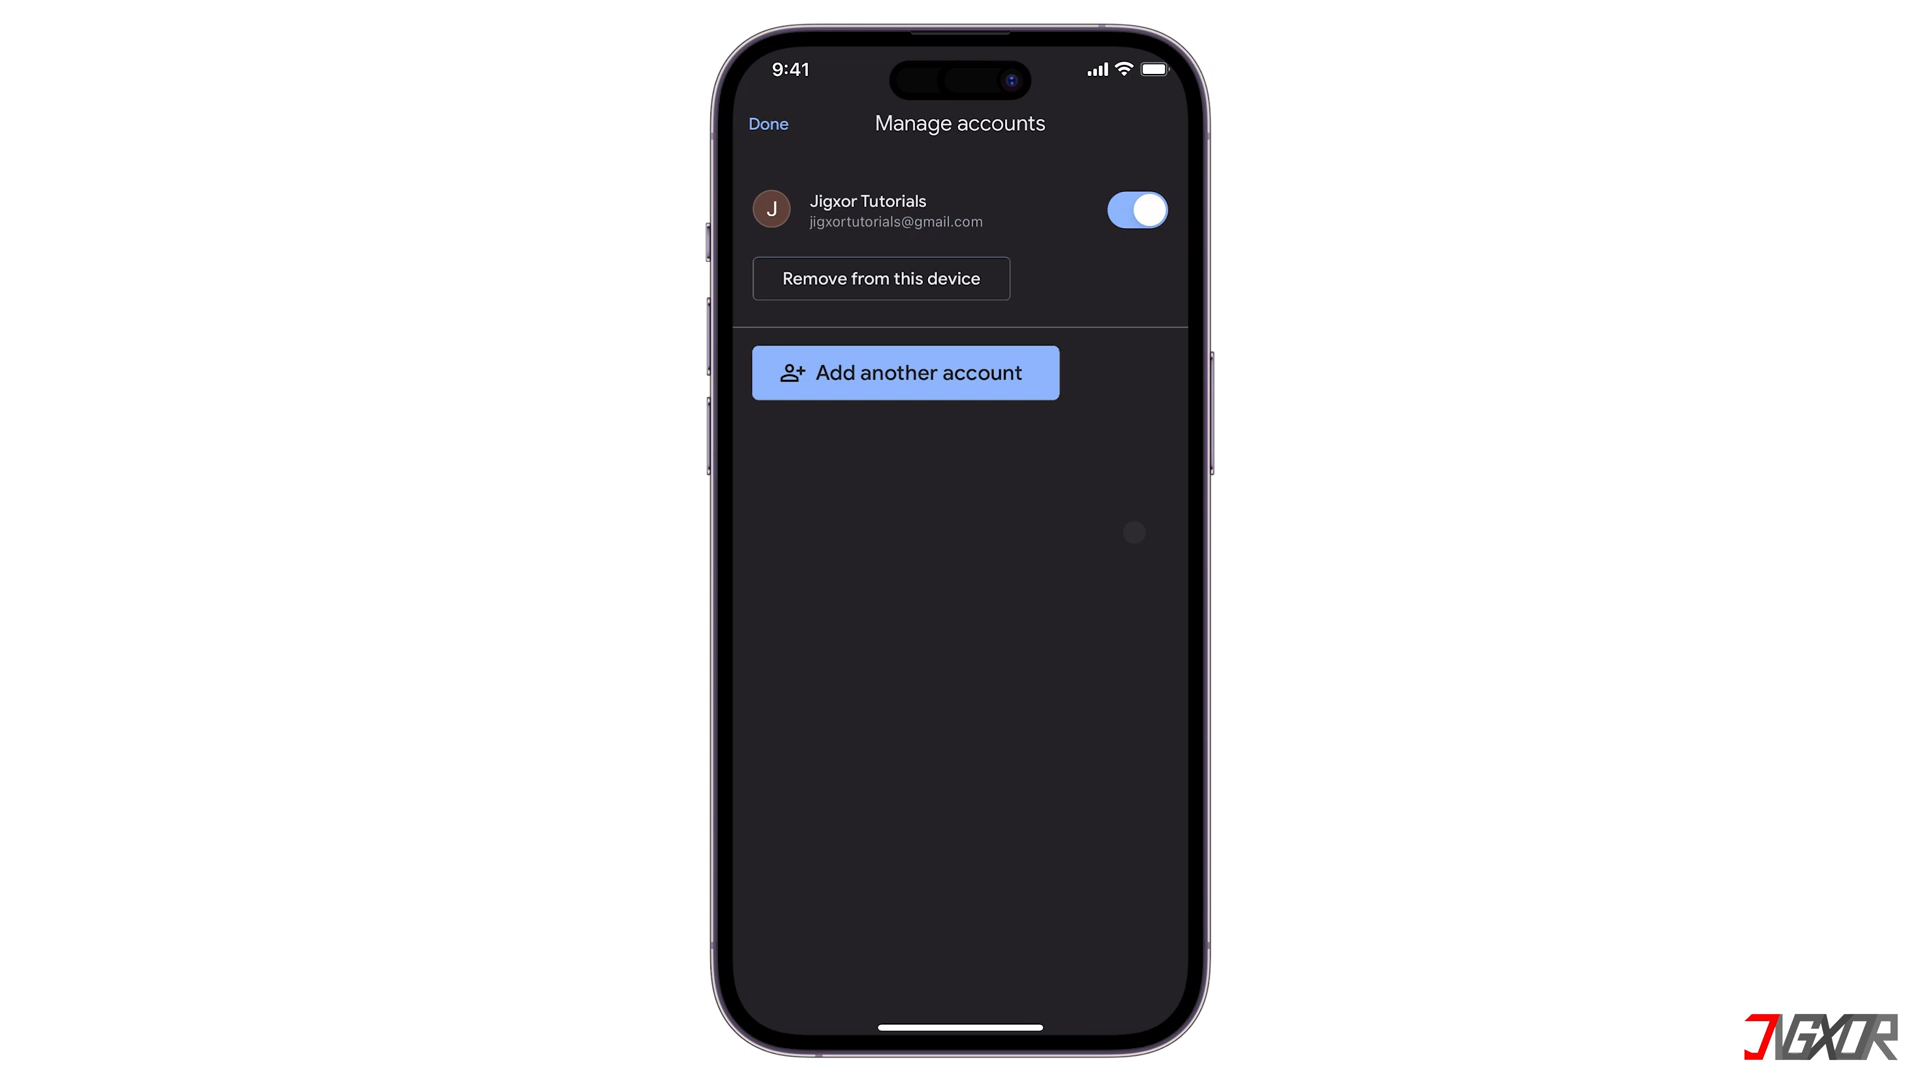 9:41
Done
Manage accounts
J
Jigxor Tutorials
jigxortutorials@gmail.com
Remove from this device
Add another account
JIGXOR